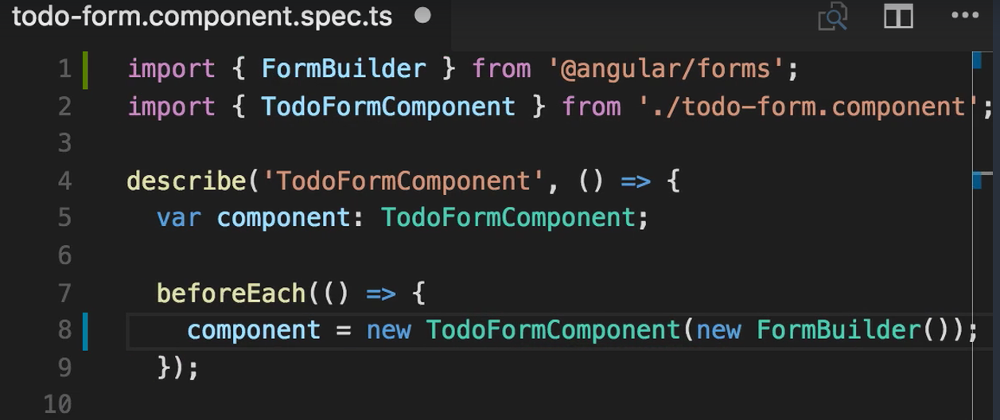 todo-form.component.spec.ts
1 import { FormBuilder } from '@angular/forms';
2 import { TodoFormComponent } from './todo-form.component';
3
4 describe('TodoFormComponent', () => {
5 var component: TodoFormComponent;
6
7 beforeEach(() => {
8 component = new TodoFormComponent(new FormBuilder());
9 });
10